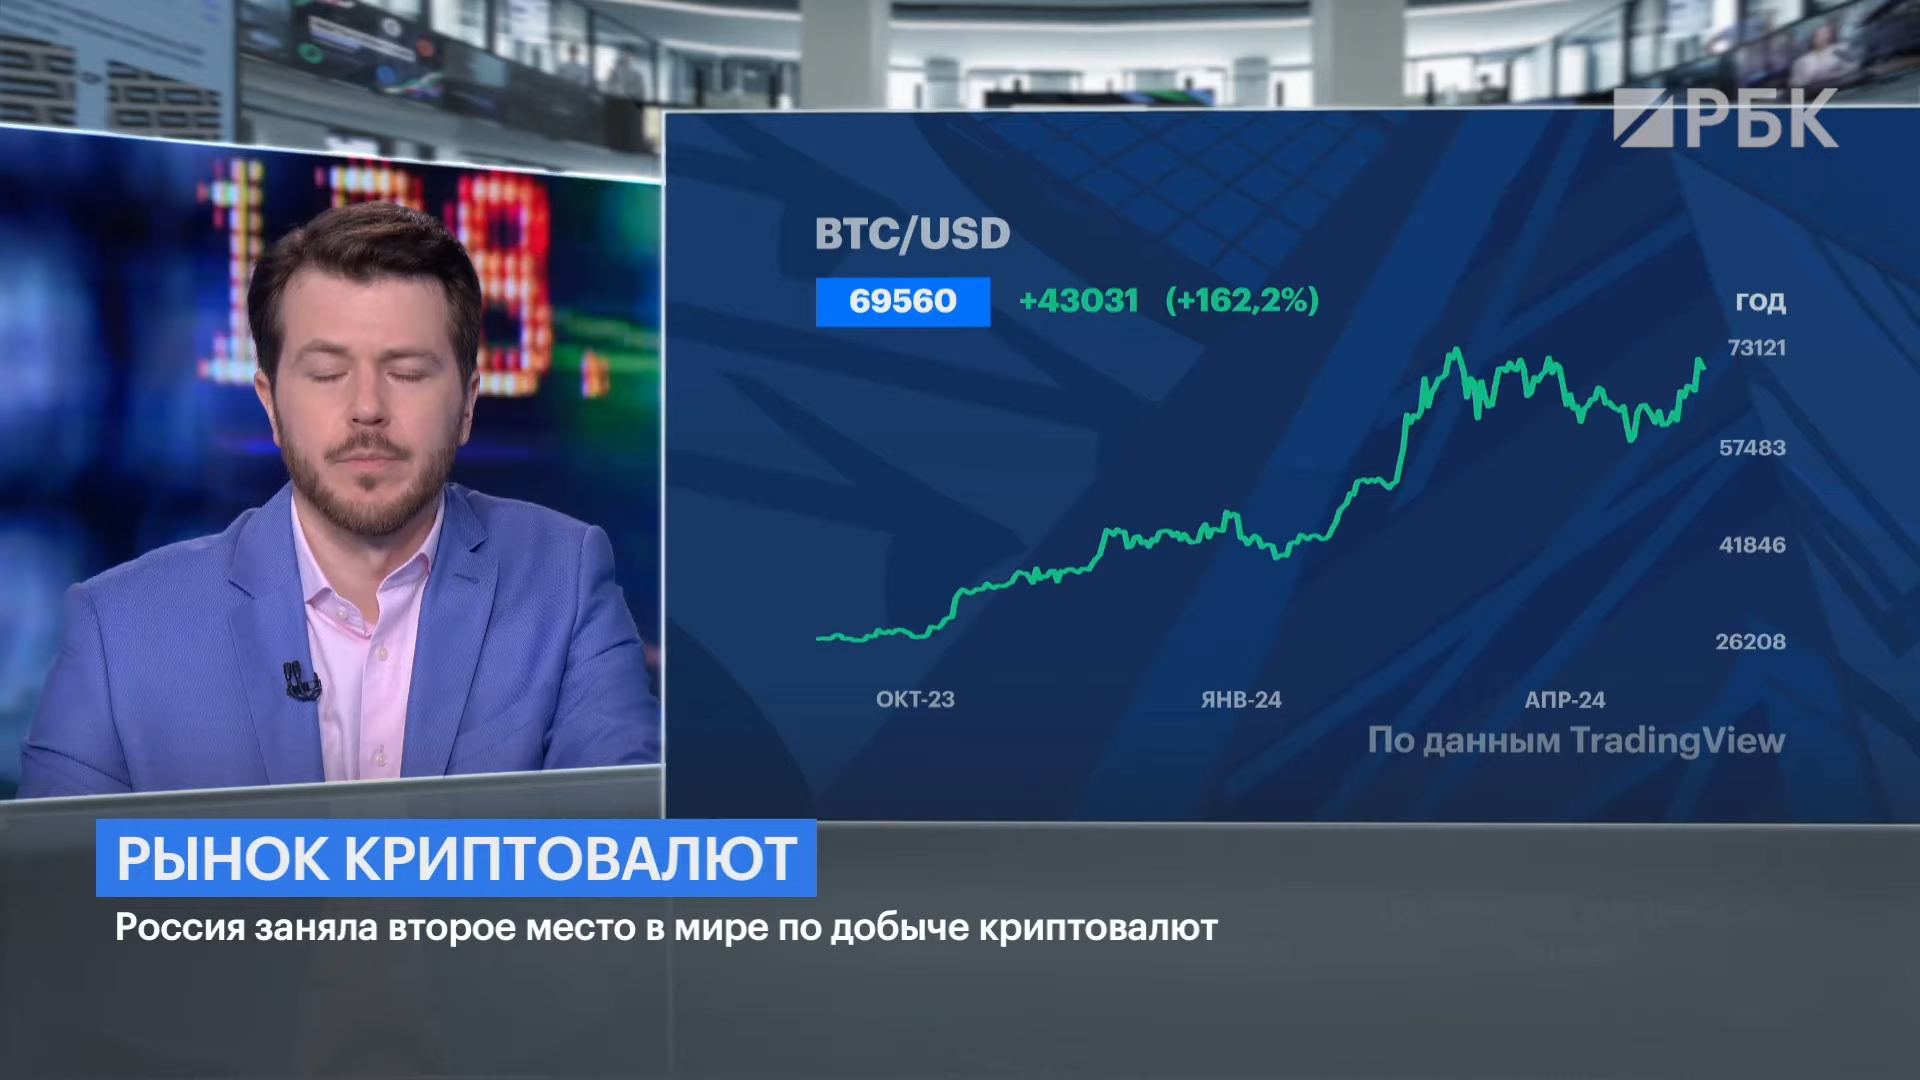 РБК
BTC/USD
69560 +43031 (+162,2%)
год
73121
57483
41846
26208
ОКТ-23 ЯНВ-24 АПР-24
По данным TradingView
РЫНОК КРИПТОВАЛЮТ
Россия заняла второе место в мире по добыче криптовалют